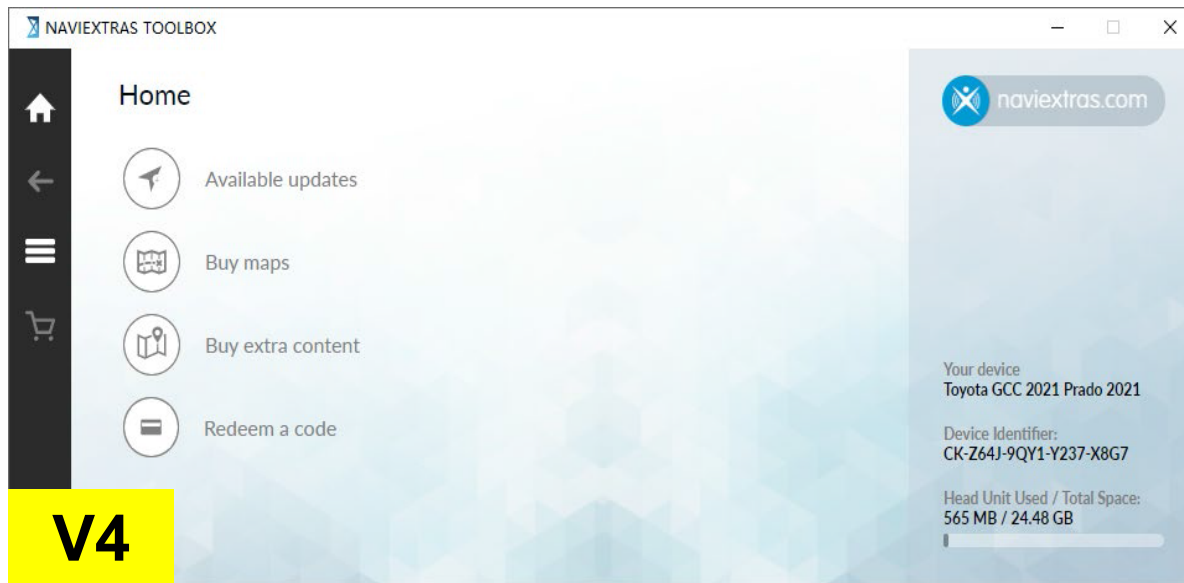 NAVIEXTRAS TOOLBOX
Home
Available updates
Buy maps
Buy extra content
Redeem a code
naviextras.com
Your device
Toyota GCC 2021 Prado 2021
Device Identifier:
CK-Z64J-9QY1-Y237-X8G7
Head Unit Used / Total Space:
565 MB / 24.48 GB
V4